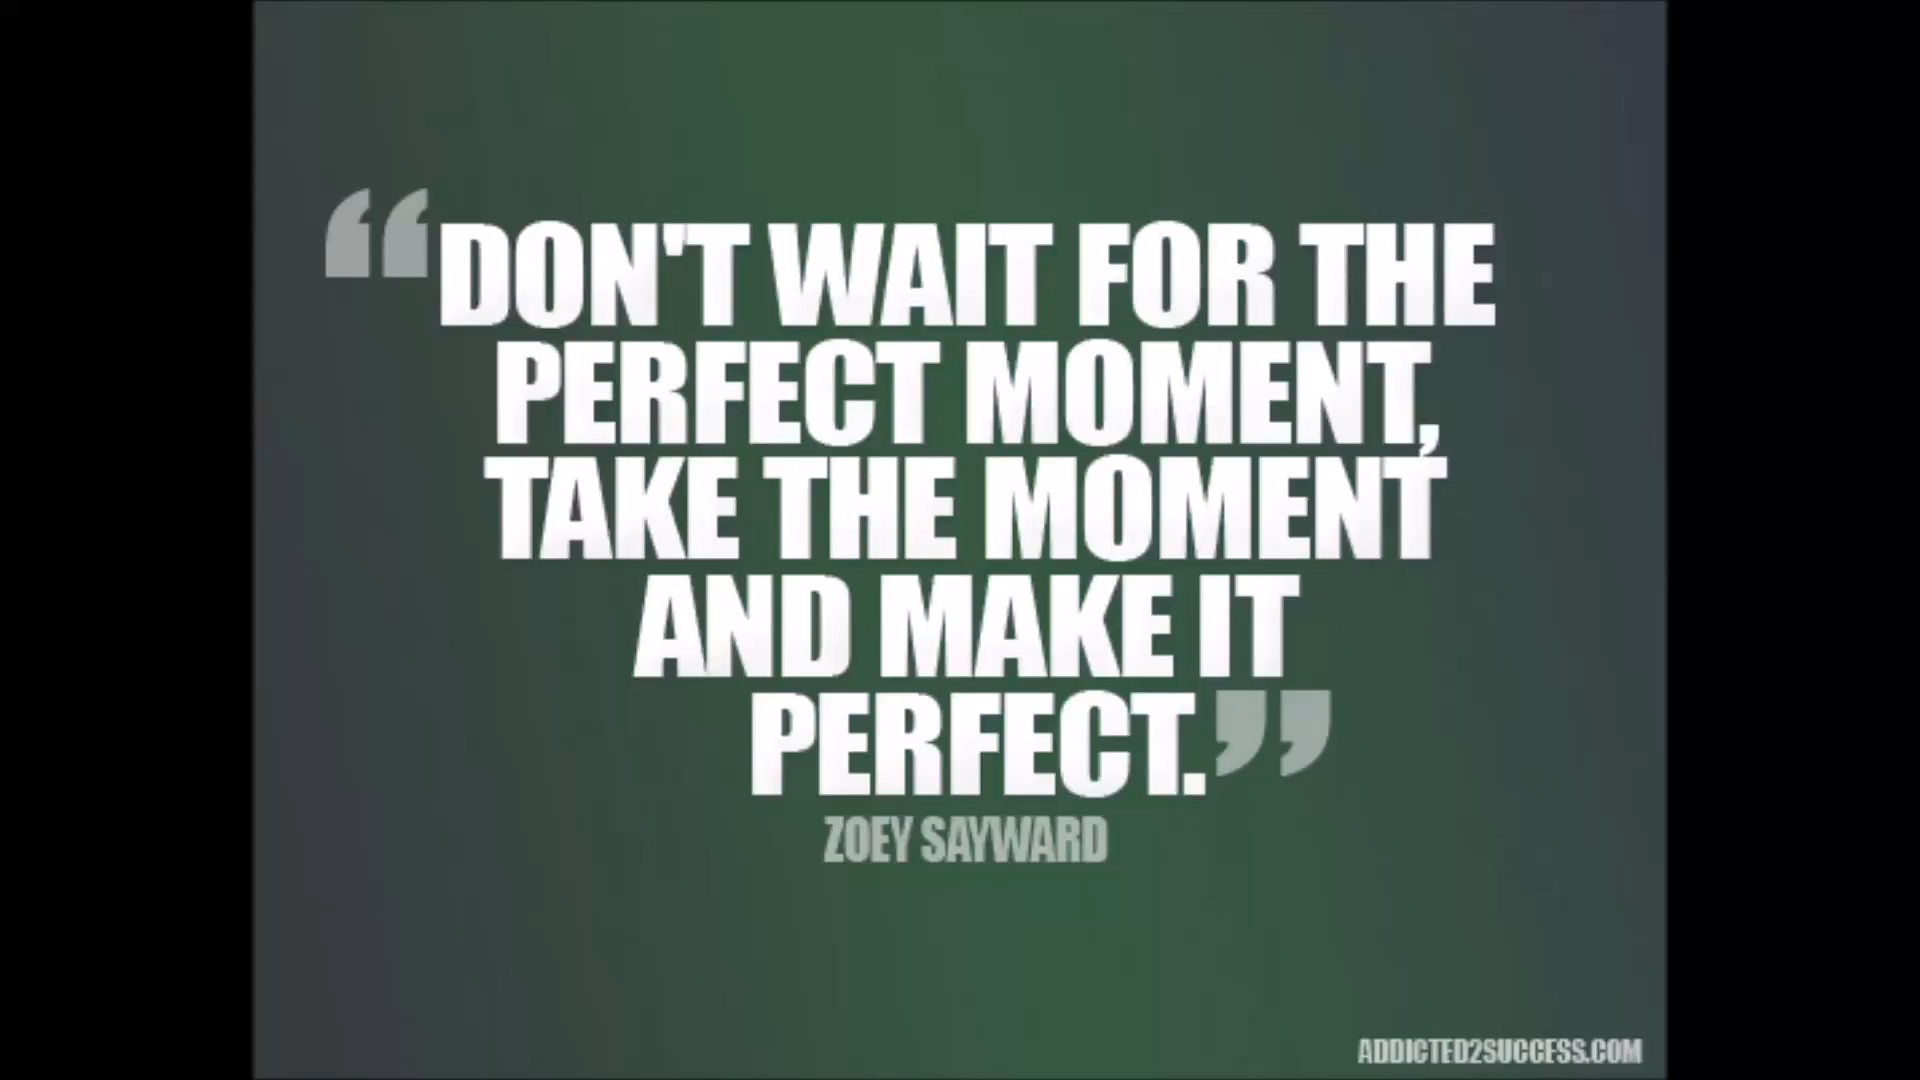 “DON'T WAIT FOR THE
PERFECT MOMENT,
TAKE THE MOMENT
AND MAKE IT
PERFECT.”
ZOEY SAYWARD
ADDICTED2SUCCESS.COM